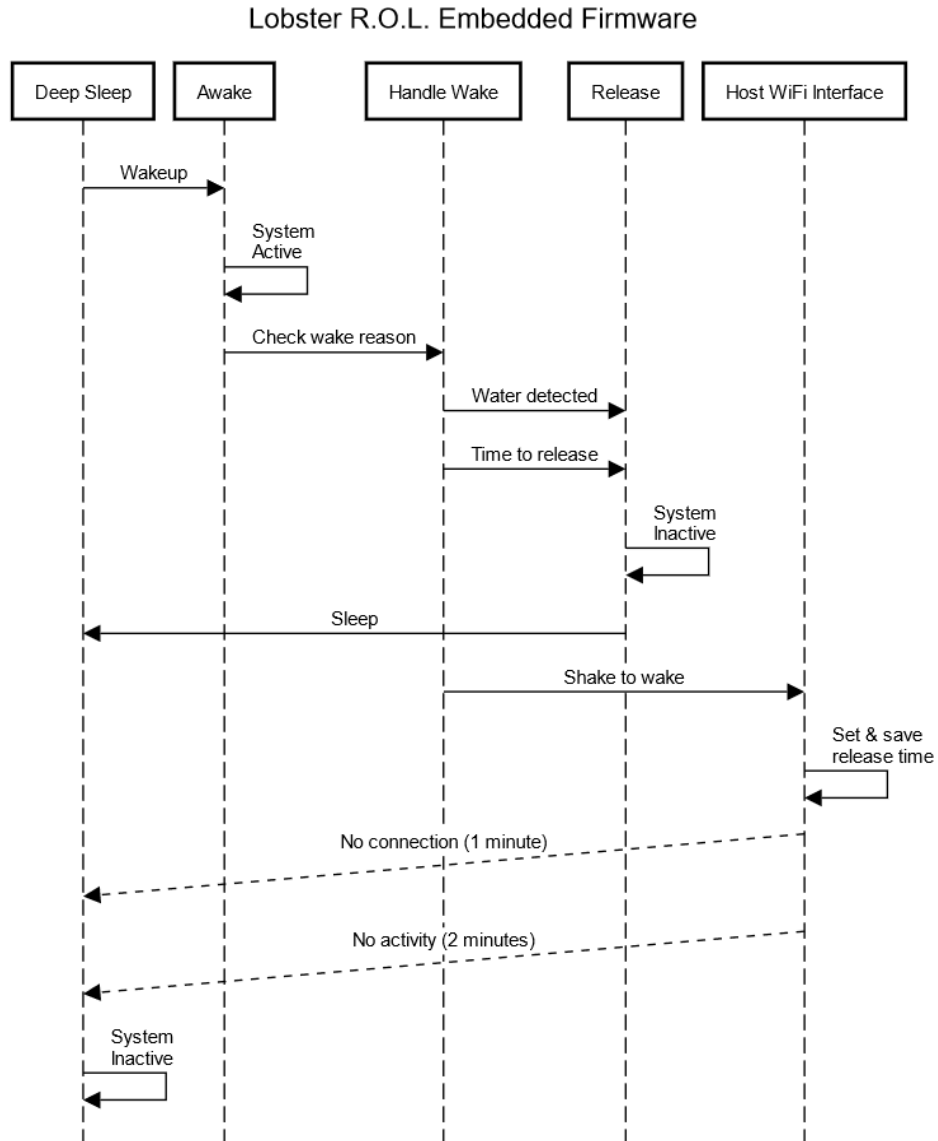 Lobster R.O.L. Embedded Firmware
Deep Sleep
Awake
Handle Wake
Release
Host WiFi Interface
Wakeup
System
Active
Check wake reason
Water detected
Time to release
System
Inactive
Sleep
Shake to wake
Set & save
release time
No connection (1 minute)
No activity (2 minutes)
System
Inactive